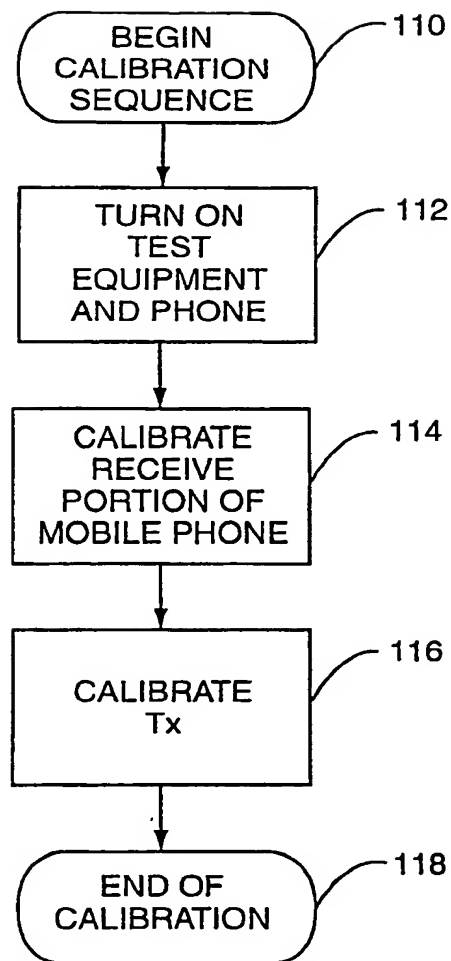 BEGIN
CALIBRATION
SEQUENCE
110
TURN ON
TEST
EQUIPMENT
AND PHONE
112
CALIBRATE
RECEIVE
PORTION OF
MOBILE PHONE
114
CALIBRATE
Tx
116
END OF
CALIBRATION
118